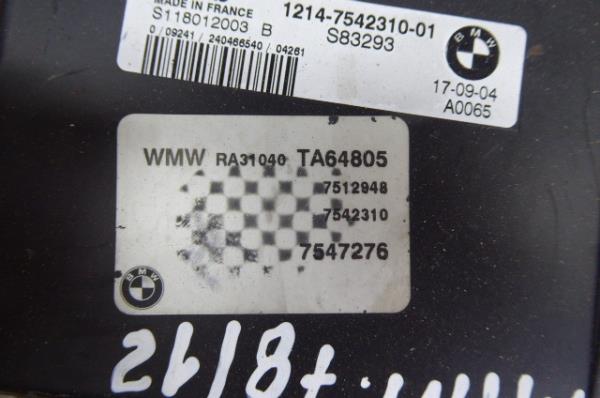 MADE IN FRANCE
S118012003 B
0/09241/240466540/04261
1214-7542310-01
S83293
BMW
17-09-04
A0065
WMW RA31040 TA64805
7512948
7542310
7547276
BMW